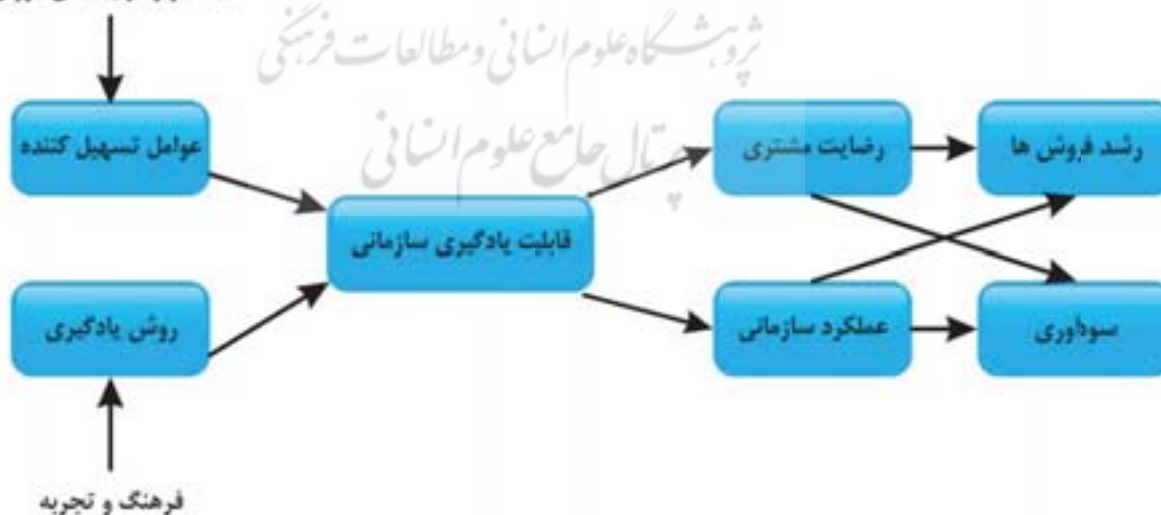 پژوهشگاه علوم انسانی و مطالعات فرهنگی
پرتال جامع علوم انسانی
عوامل تسهیل کننده
رضایت مشتری
رشد فروش ها
قابلیت یادگیری سازمانی
روش یادگیری
عملکرد سازمانی
سودآوری
فرهنگ و تجربه